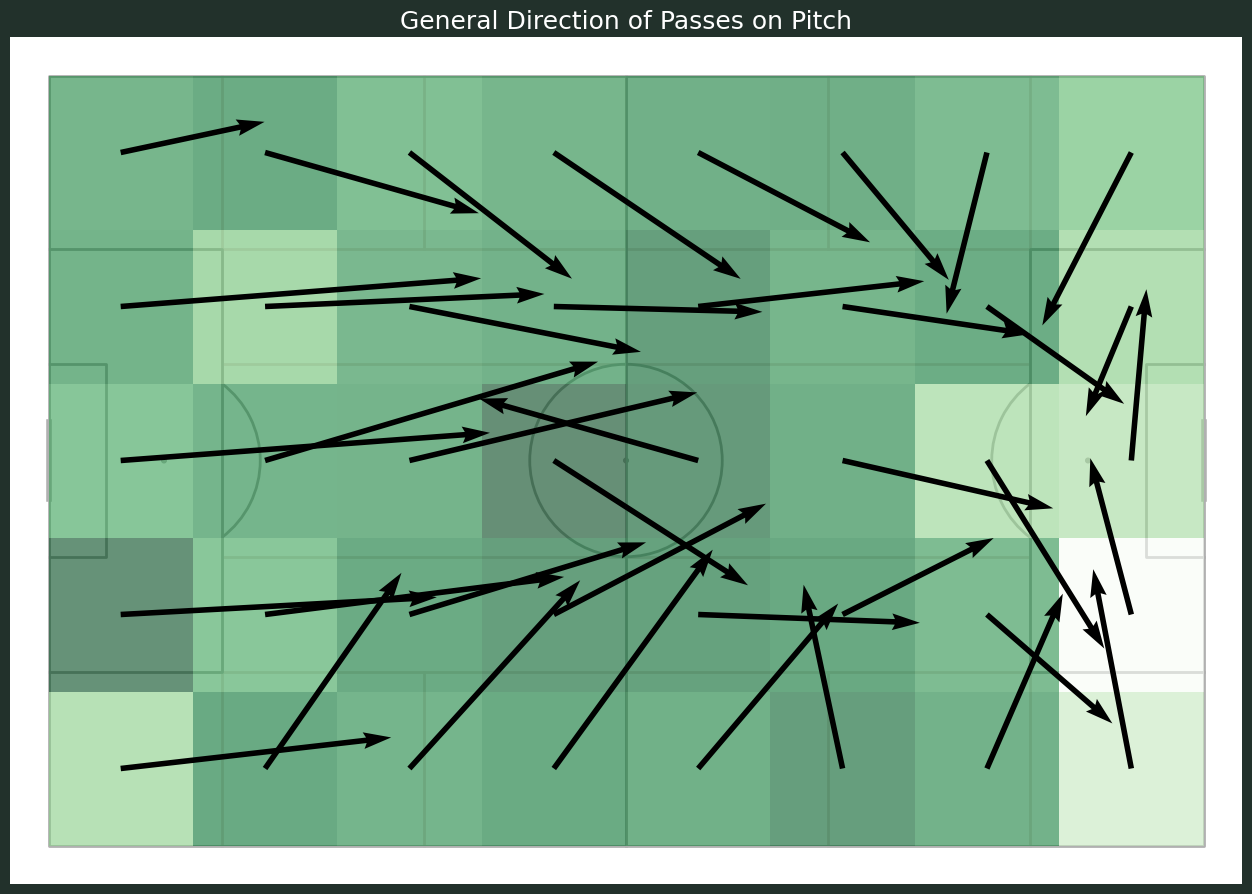 General Direction of Passes on Pitch